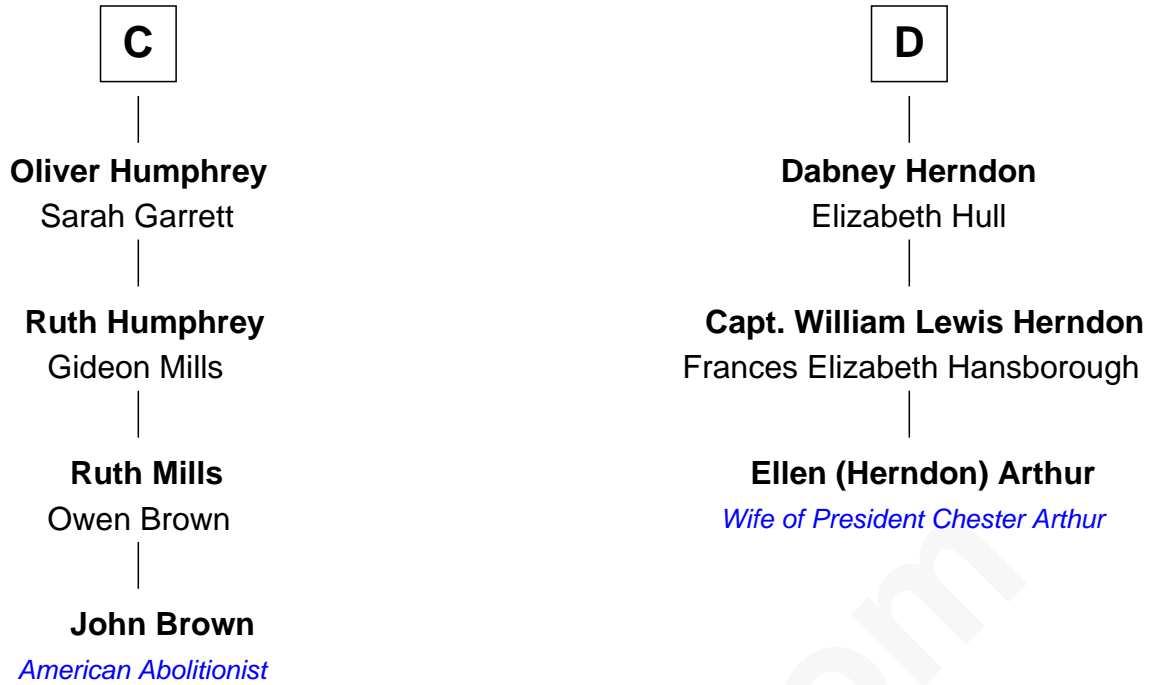 C
Oliver Humphrey
Sarah Garrett
Ruth Humphrey
Gideon Mills
Ruth Mills
Owen Brown
John Brown
American Abolitionist
D
Dabney Herndon
Elizabeth Hull
Capt. William Lewis Herndon
Frances Elizabeth Hansborough
Ellen (Herndon) Arthur
Wife of President Chester Arthur
om